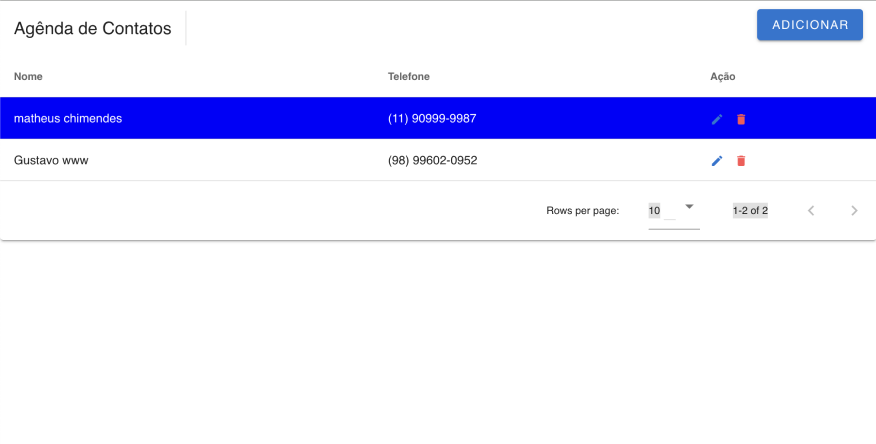 Agênda de Contatos
ADICIONAR
Nome Telefone Ação
matheus chimendes (11) 90999-9987
Gustavo www (98) 99602-0952
Rows per page: 10 1-2 of 2